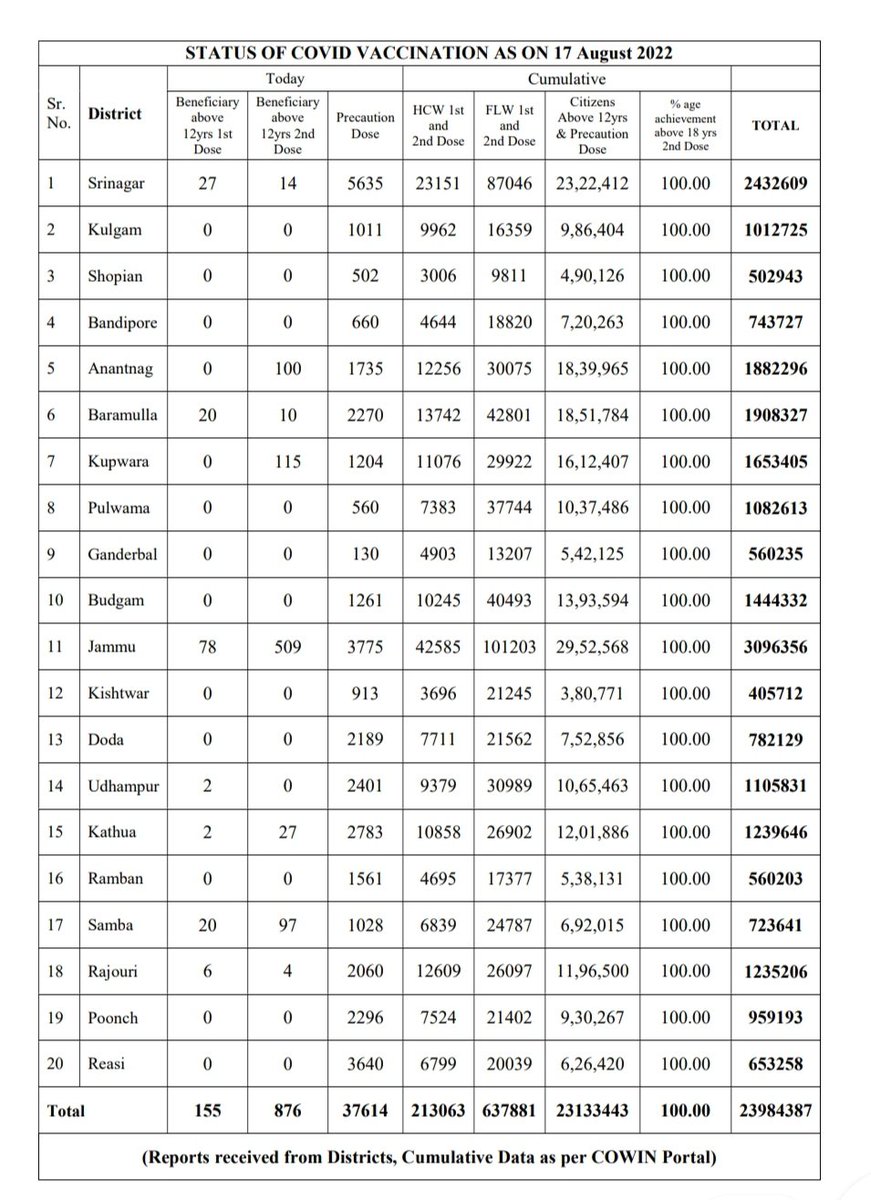 STATUS OF COVID VACCINATION AS ON 17 August 2022
Sr. No. District Today Cumulative
Beneficiary above 12yrs 1st Dose Beneficiary above 12yrs 2nd Dose Precaution Dose HCW 1st and 2nd Dose FLW 1st and 2nd Dose Citizens Above 12yrs & Precaution Dose % age achievement above 18 yrs 2nd Dose TOTAL
1 Srinagar 27 14 5635 23151 87046 23,22,412 100.00 2432609
2 Kulgam 0 0 1011 9962 16359 9,86,404 100.00 1012725
3 Shopian 0 0 502 3006 9811 4,90,126 100.00 502943
4 Bandipore 0 0 660 4644 18820 7,20,263 100.00 743727
5 Anantnag 0 100 1735 12256 30075 18,39,965 100.00 1882296
6 Baramulla 20 10 2270 13742 42801 18,51,784 100.00 1908327
7 Kupwara 0 115 1204 11076 29922 16,12,407 100.00 1653405
8 Pulwama 0 0 560 7383 37744 10,37,486 100.00 1082613
9 Ganderbal 0 0 130 4903 13207 5,42,125 100.00 560235
10 Budgam 0 0 1261 10245 40493 13,93,594 100.00 1444332
11 Jammu 78 509 3775 42585 101203 29,52,568 100.00 3096356
12 Kishtwar 0 0 913 3696 21245 3,80,771 100.00 405712
13 Doda 0 0 2189 7711 21562 7,52,856 100.00 782129
14 Udhampur 2 0 2401 9379 30989 10,65,463 100.00 1105831
15 Kathua 2 27 2783 10858 26902 12,01,886 100.00 1239646
16 Ramban 0 0 1561 4695 17377 5,38,131 100.00 560203
17 Samba 20 97 1028 6839 24787 6,92,015 100.00 723641
18 Rajouri 6 4 2060 12609 26097 11,96,500 100.00 1235206
19 Poonch 0 0 2296 7524 21402 9,30,267 100.00 959193
20 Reasi 0 0 3640 6799 20039 6,26,420 100.00 653258
Total 155 876 37614 213063 637881 23133443 100.00 23984387
(Reports received from Districts, Cumulative Data as per COWIN Portal)